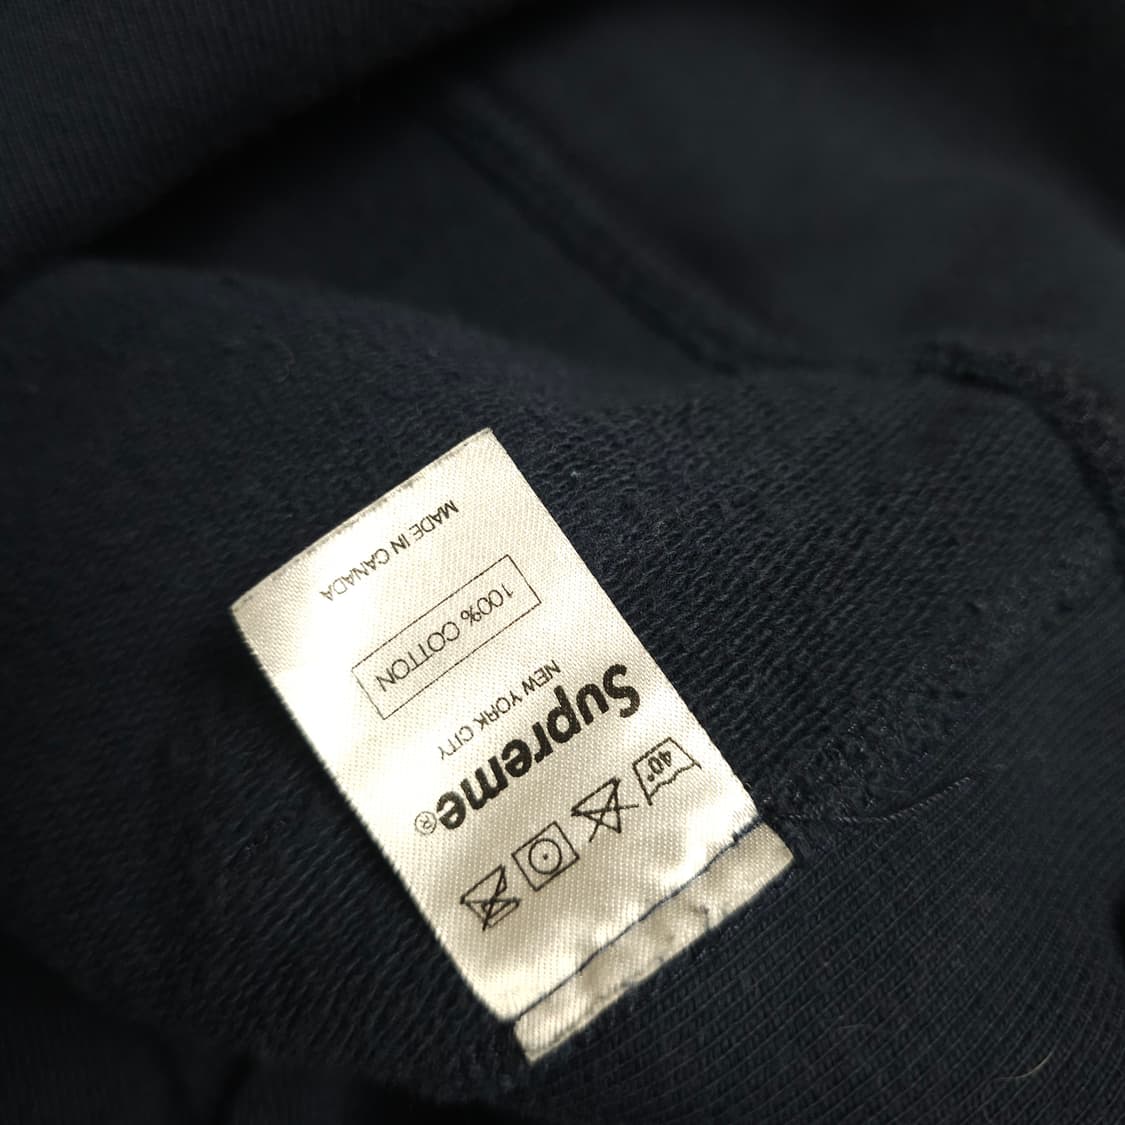 40°
Supreme®
NEW YORK CITY
100% COTTON
MADE IN CANADA